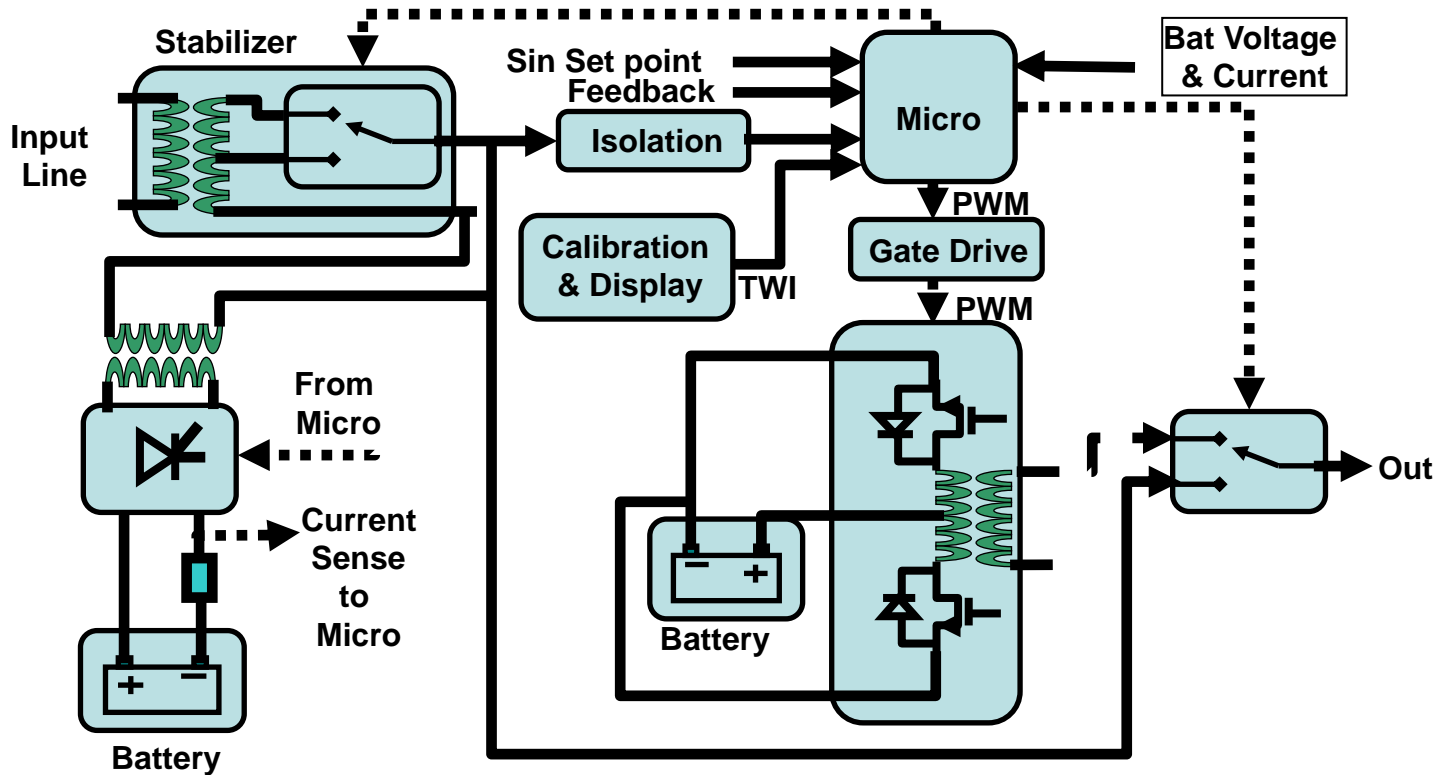 Stabilizer
Input
Line
Sin Set point
Feedback
Isolation
Micro
Bat Voltage
& Current
Calibration
& Display
TWI
PWM
Gate Drive
PWM
From
Micro
Current
Sense
to
Micro
+ −
Battery
− +
Battery
Out